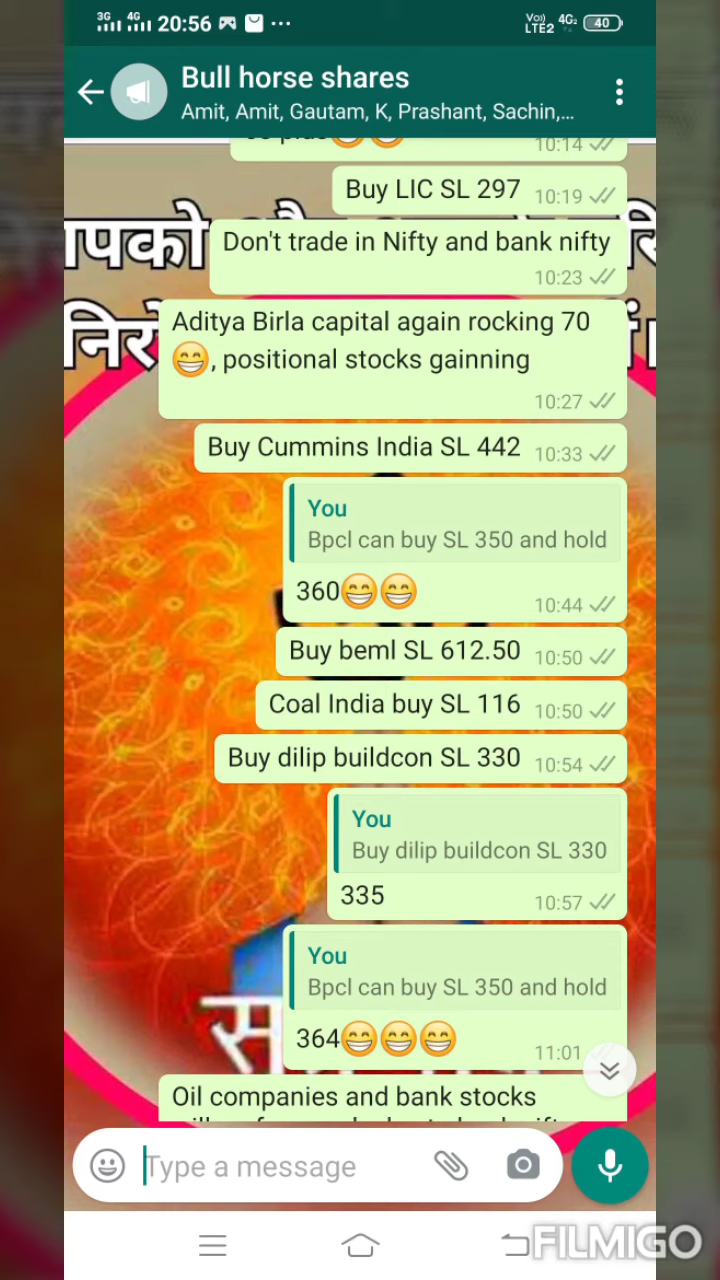 3G 4G 20:56 ... Vo)) LTE2 4G2 40
Bull horse shares
Amit, Amit, Gautam, K, Prashant, Sachin,...
10:14
Buy LIC SL 297 10:19
Don't trade in Nifty and bank nifty
10:23
Aditya Birla capital again rocking 70
😁, positional stocks gainning
10:27
Buy Cummins India SL 442 10:33
You
Bpcl can buy SL 350 and hold
360😁😁 10:44
Buy beml SL 612.50 10:50
Coal India buy SL 116 10:50
Buy dilip buildcon SL 330 10:54
You
Buy dilip buildcon SL 330
335 10:57
You
Bpcl can buy SL 350 and hold
364😁😁😁 11:01
Oil companies and bank stocks
Type a message
FILMIGO